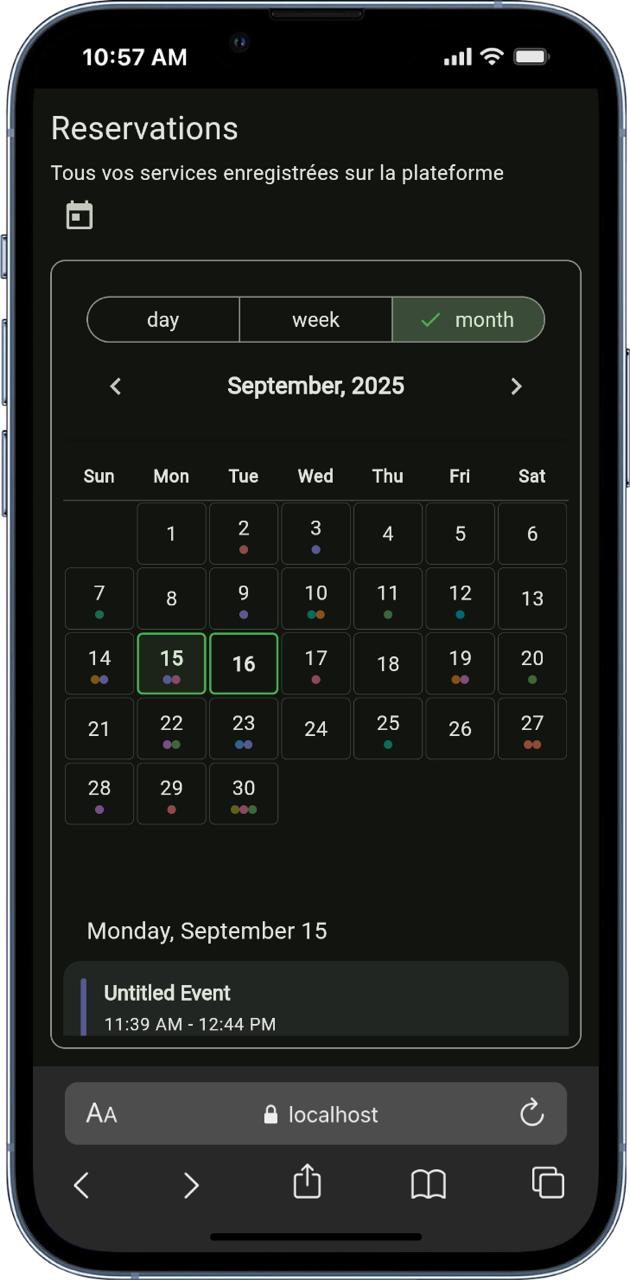 10:57 AM
Reservations
Tous vos services enregistrées sur la plateforme
day week month
September, 2025
Sun Mon Tue Wed Thu Fri Sat
1 2 3 4 5 6
7 8 9 10 11 12 13
14 15 16 17 18 19 20
21 22 23 24 25 26 27
28 29 30
Monday, September 15
Untitled Event
11:39 AM - 12:44 PM
AA localhost